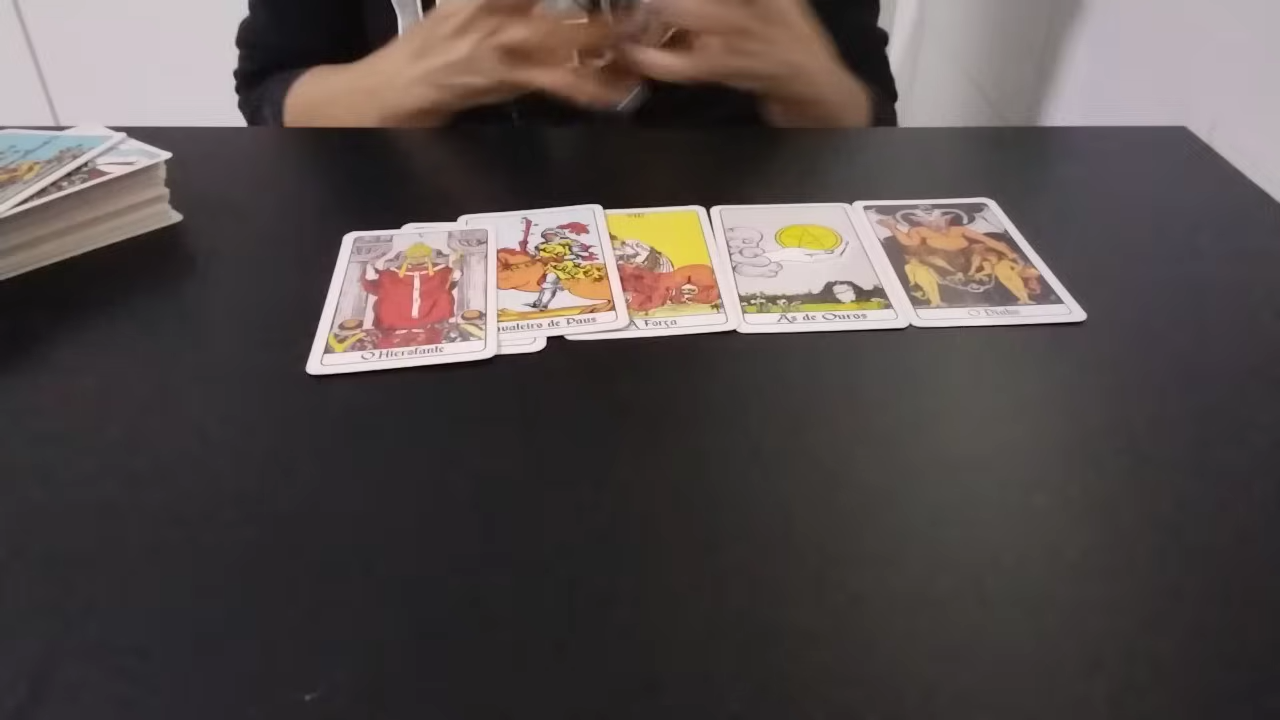 O Hierofante
valeiro de Paus
Força
Ás de Ouros
O Diabo